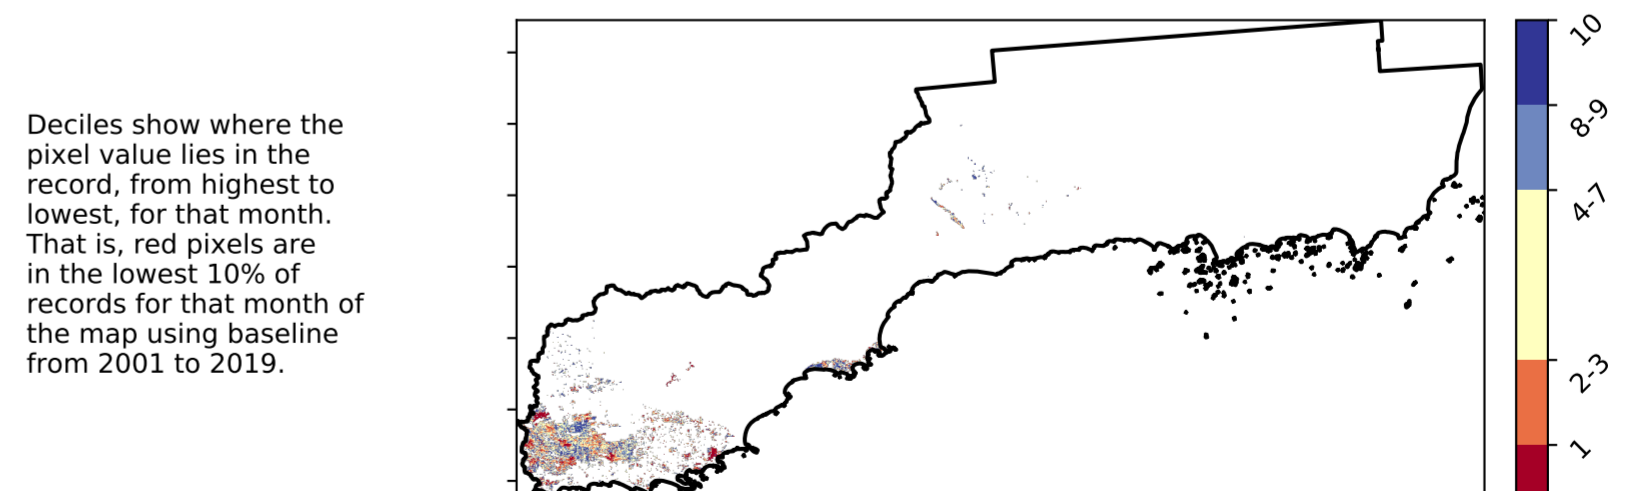 Deciles show where the
pixel value lies in the
record, from highest to
lowest, for that month.
That is, red pixels are
in the lowest 10% of
records for that month of
the map using baseline
from 2001 to 2019.
10
8-9
4-7
2-3
1